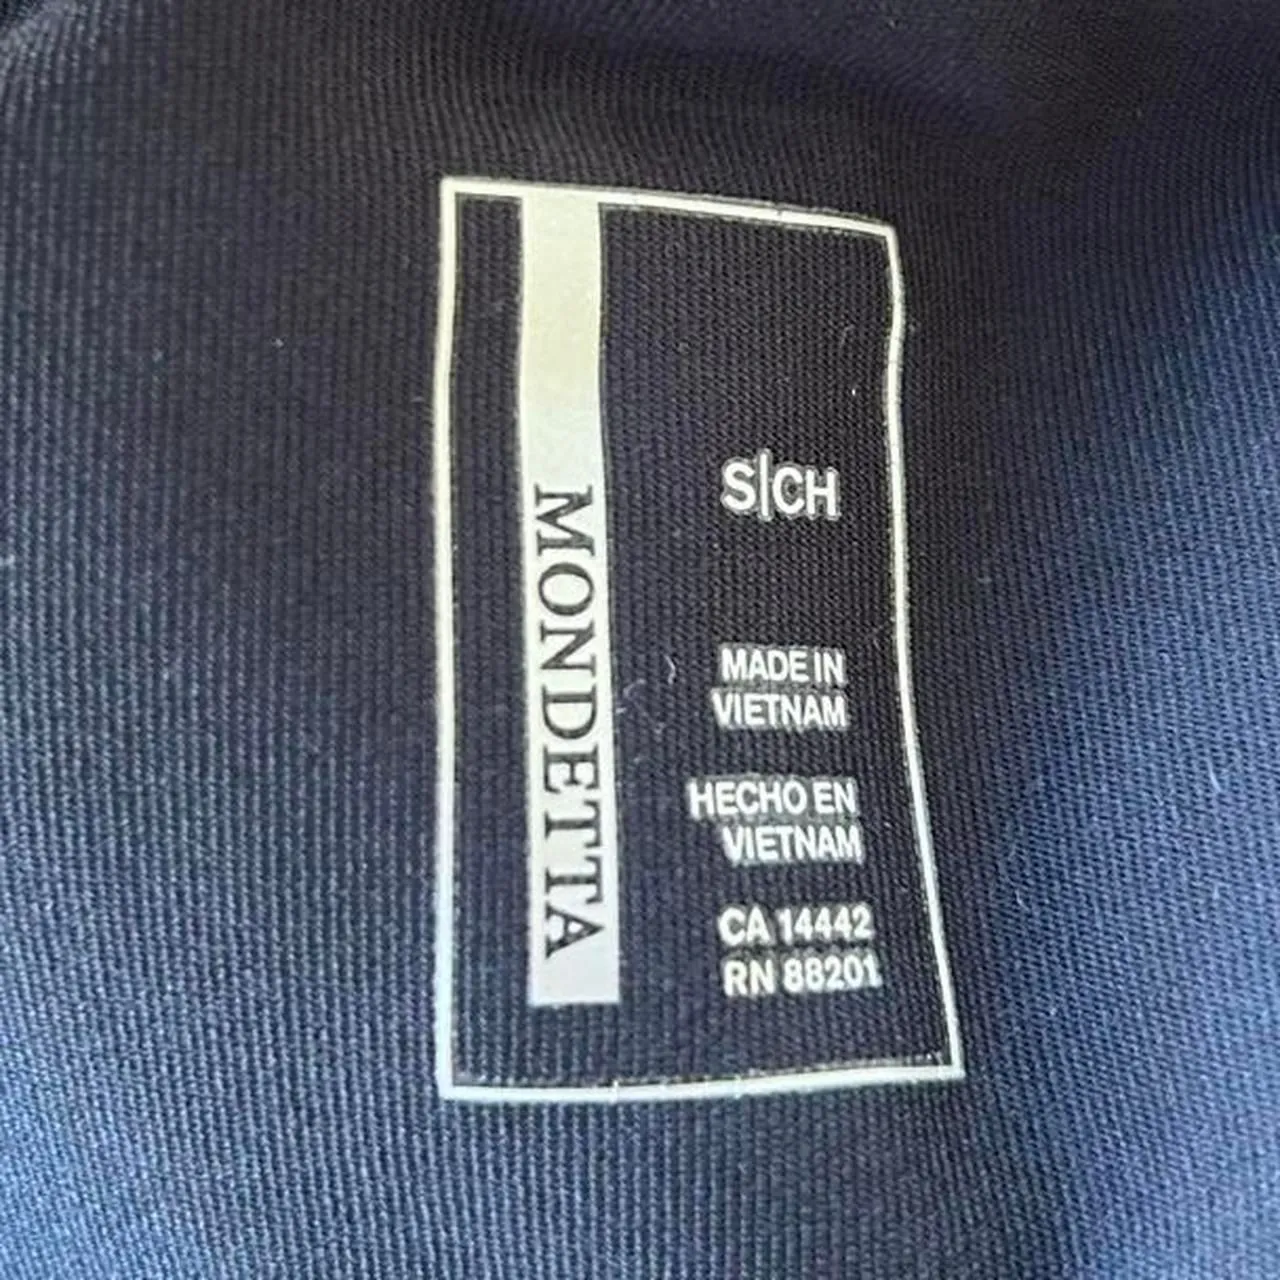 MONDETTA
S|CH
MADE IN
VIETNAM
HECHO EN
VIETNAM
CA 14442
RN 88201